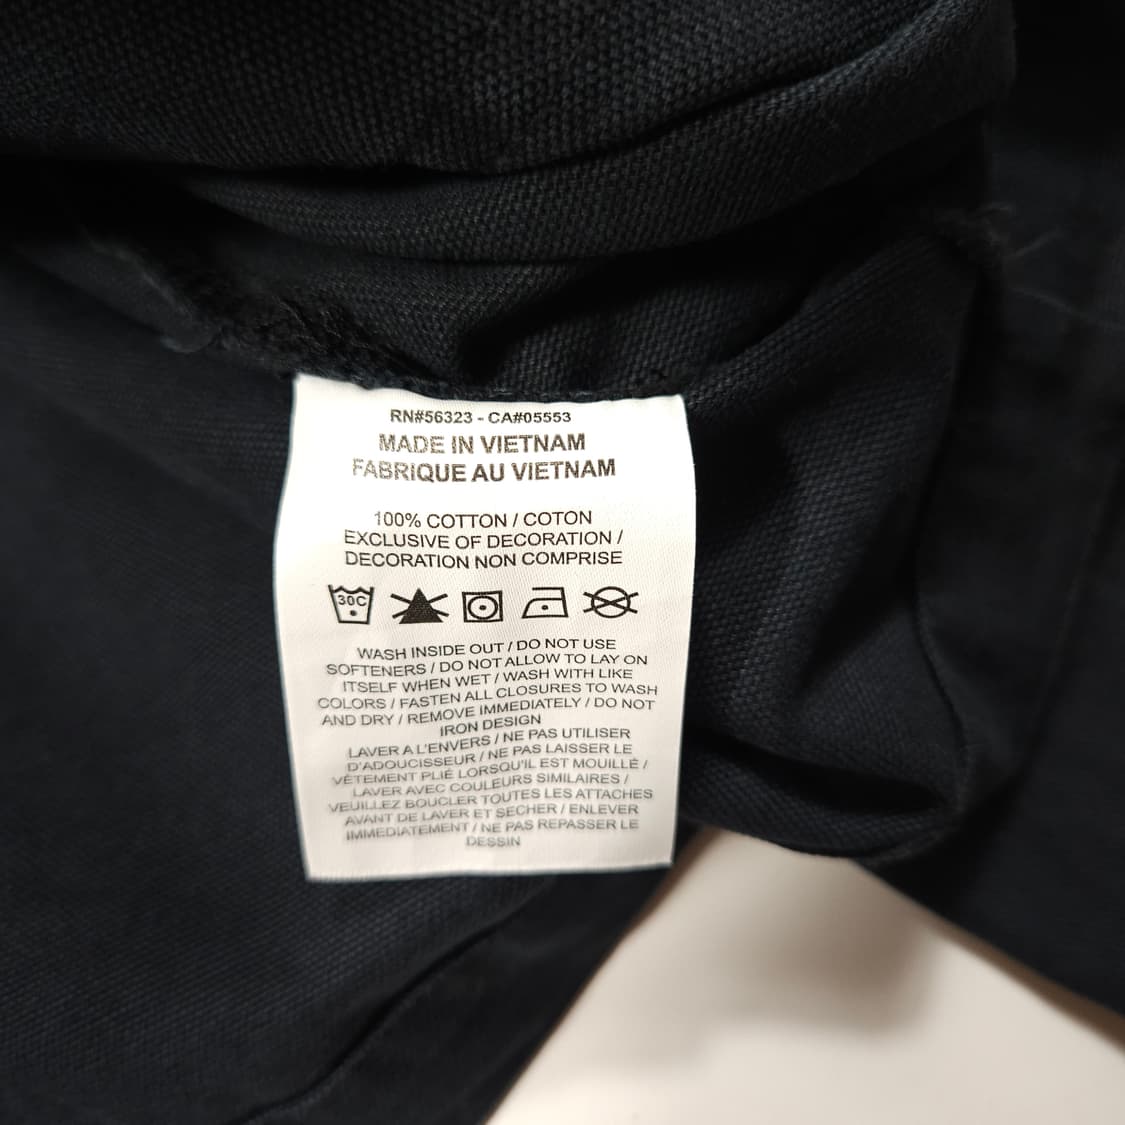 RN#56323 - CA#05553
MADE IN VIETNAM
FABRIQUE AU VIETNAM
100% COTTON / COTON
EXCLUSIVE OF DECORATION /
DECORATION NON COMPRISE
30C
WASH INSIDE OUT / DO NOT USE
SOFTENERS / DO NOT ALLOW TO LAY ON
ITSELF WHEN WET / WASH WITH LIKE
COLORS / FASTEN ALL CLOSURES TO WASH
AND DRY / REMOVE IMMEDIATELY / DO NOT
IRON DESIGN
LAVER A L'ENVERS / NE PAS UTILISER
D'ADOUCISSEUR / NE PAS LAISSER LE
VÊTEMENT PLIÉ LORSQU'IL EST MOUILLÉ /
LAVER AVEC COULEURS SIMILAIRES /
VEUILLEZ BOUCLER TOUTES LES ATTACHES
AVANT DE LAVER ET SECHER / ENLEVER
IMMEDIATEMENT / NE PAS REPASSER LE
DESSIN